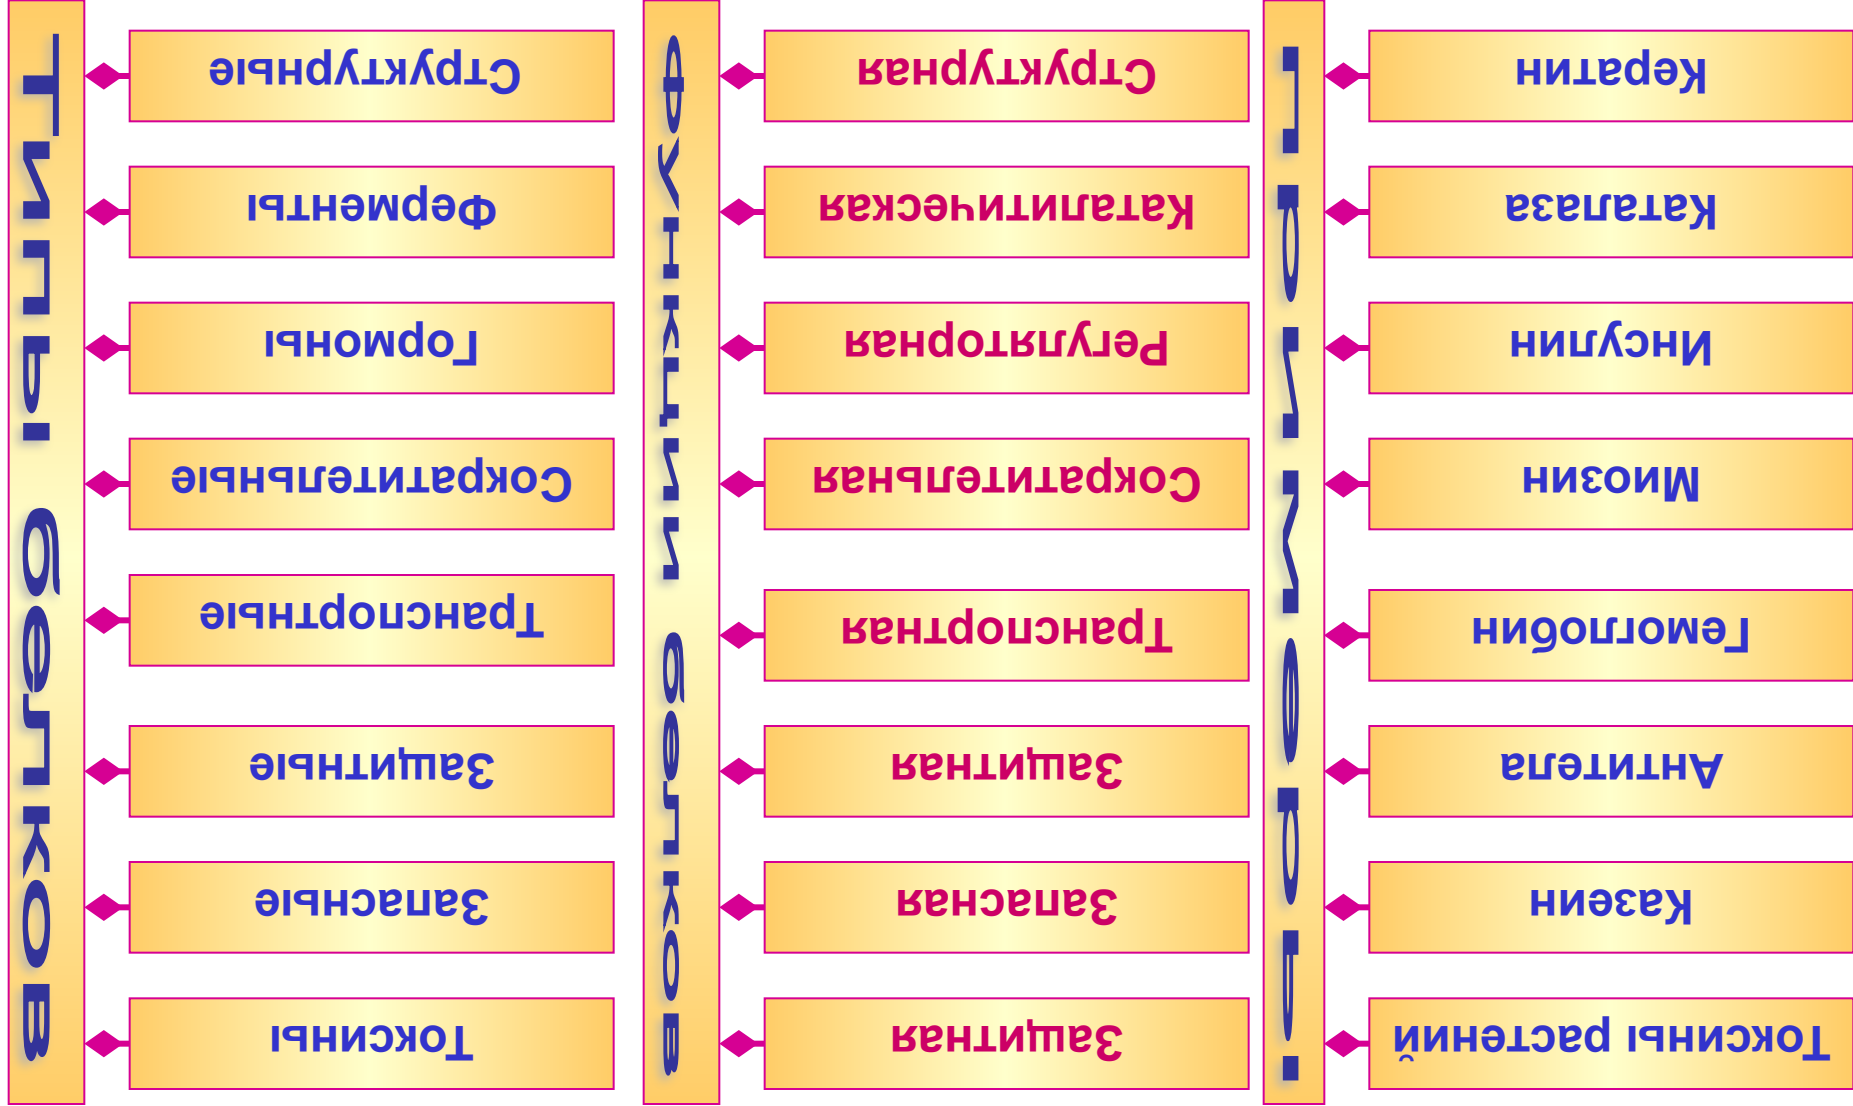 Типы белков
Структурные
Ферменты
Гормоны
Сократительные
Транспортные
Защитные
Запасные
Токсины
Функции белков
Структурная
Каталитическая
Регуляторная
Сократительная
Транспортная
Защитная
Запасная
Защитная
примеры
Кератин
Каталаза
Инсулин
Миозин
Гемоглобин
Антитела
Казеин
Токсины растений